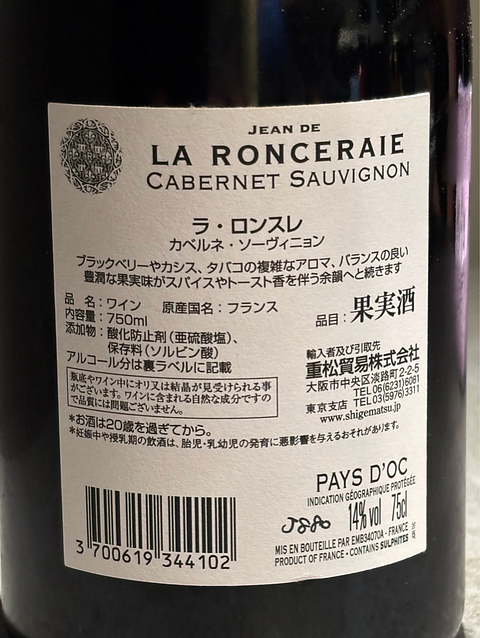 JEAN DE
LA RONCERAIE
CABERNET SAUVIGNON
ラ・ロンスレ
カベルネ・ソーヴィニョン
ブラックベリーやカシス、タバコの複雑なアロマ、バランスの良い
豊潤な果実味がスパイスやトースト香を伴う余韻へと続きます
品 名：ワイン 原産国名：フランス
内容量：750ml
添加物：酸化防止剤（亜硫酸塩）、
保存料（ソルビン酸）
アルコール分は裏ラベルに記載
品目：果実酒
瓶底やワイン中にオリ又は結晶が見受けられる事
がございます。ワインに含まれる自然な成分ですの
で品質には問題ございません。
輸入者及び引取先
重松貿易株式会社
大阪市中央区淡路町2-2-5
TEL 06(6231)6081
東京支店 TEL 03(5976)3311
www.shigematsu.jp
*お酒は20歳を過ぎてから。
*妊娠中や授乳期の飲酒は、胎児・乳幼児の発育に悪影響を与えるおそれがあります。
PAYS D'OC
INDICATION GÉOGRAPHIQUE PROTÉGÉE
14% vol 75cl
MIS EN BOUTEILLE PAR EMB34070A - FRANCE
PRODUCT OF FRANCE - CONTAINS SULPHITES
3 700619 344102